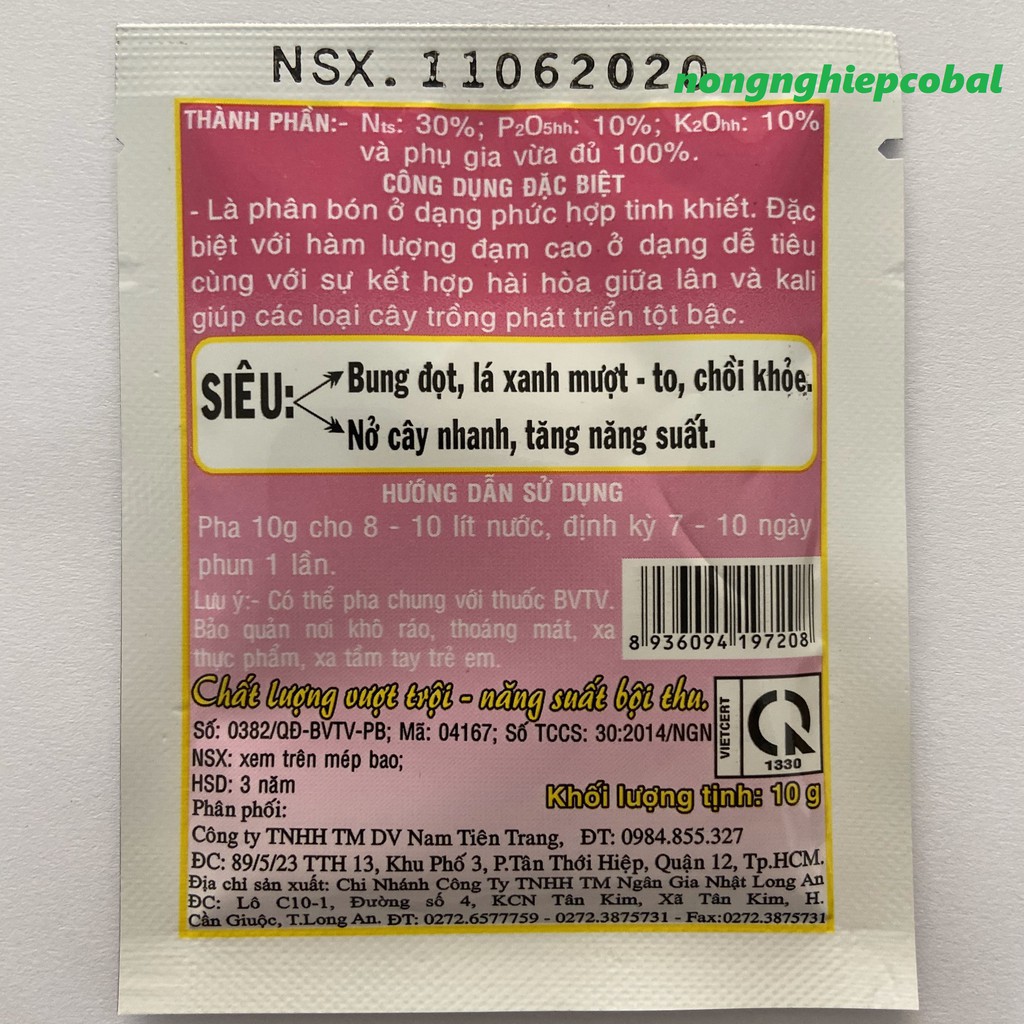 NSX. 11062020
nongnghiepcobal
THÀNH PHẦN:- Nts: 30%; P2O5hh: 10%; K2Ohh: 10%
và phụ gia vừa đủ 100%.
CÔNG DỤNG ĐẶC BIỆT
- Là phân bón ở dạng phức hợp tinh khiết. Đặc
biệt với hàm lượng đạm cao ở dạng dễ tiêu
cùng với sự kết hợp hài hòa giữa lân và kali
giúp các loại cây trồng phát triển tột bậc.
SIÊU:
Bung đọt, lá xanh mượt - to, chồi khỏe.
Nở cây nhanh, tăng năng suất.
HƯỚNG DẪN SỬ DỤNG
Pha 10g cho 8 - 10 lít nước, định kỳ 7 - 10 ngày
phun 1 lần.
Lưu ý:- Có thể pha chung với thuốc BVTV.
Bảo quản nơi khô ráo, thoáng mát, xa
thực phẩm, xa tầm tay trẻ em.
8 936094 197208
Chất lượng vượt trội - năng suất bội thu.
Số: 0382/QĐ-BVTV-PB; Mã: 04167; Số TCCS: 30:2014/NGN
VIETCERT
1330
NSX: xem trên mép bao;
HSD: 3 năm
Khối lượng tịnh: 10 g
Phân phối:
Công ty TNHH TM DV Nam Tiên Trang, ĐT: 0984.855.327
ĐC: 89/5/23 TTH 13, Khu Phố 3, P.Tân Thới Hiệp, Quận 12, Tp.HCM.
Địa chỉ sản xuất: Chi Nhánh Công Ty TNHH TM Ngân Gia Nhật Long An
ĐC: Lô C10-1, Đường số 4, KCN Tân Kim, Xã Tân Kim, H.
Cần Giuộc, T.Long An. ĐT: 0272.6577759 - 0272.3875731 - Fax:0272.3875731